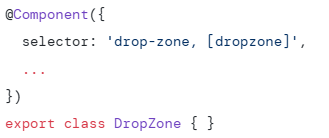 @Component({
  selector: 'drop-zone, [dropzone]',
  ...
})
export class DropZone { }